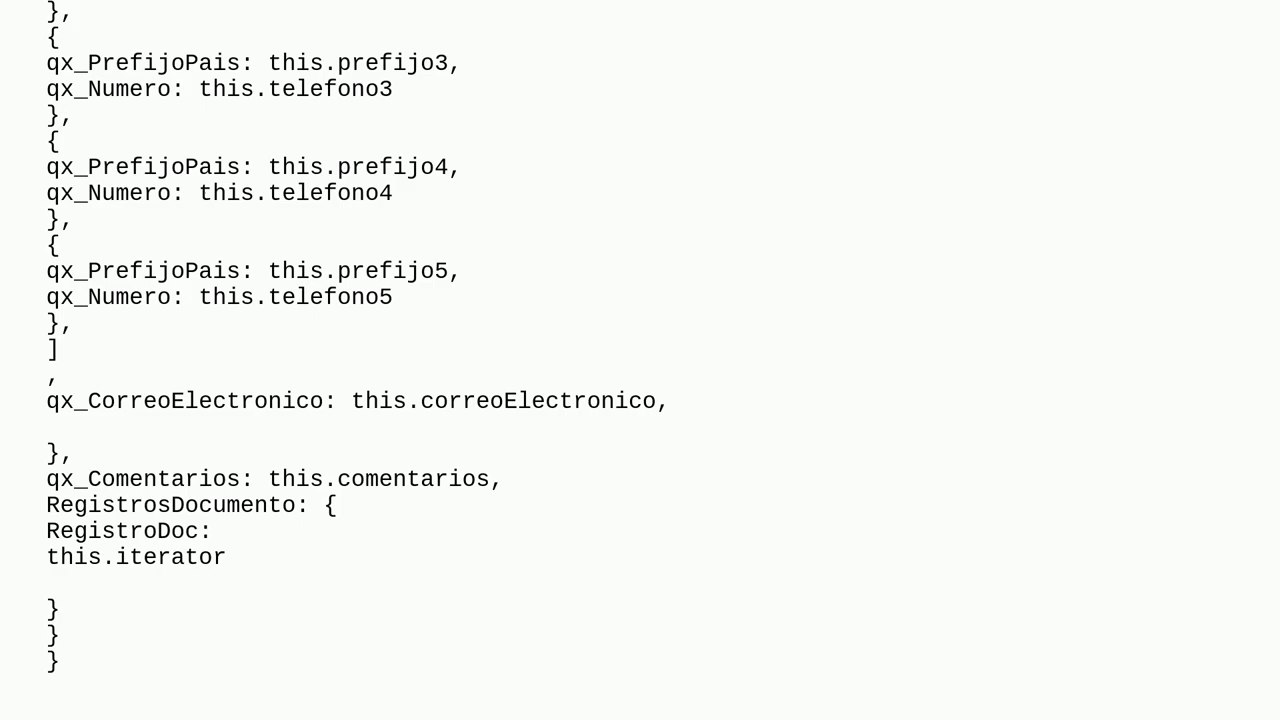 },
{
qx_PrefijoPais: this.prefijo3,
qx_Numero: this.telefono3
},
{
qx_PrefijoPais: this.prefijo4,
qx_Numero: this.telefono4
},
{
qx_PrefijoPais: this.prefijo5,
qx_Numero: this.telefono5
},
]
,
qx_CorreoElectronico: this.correoElectronico,
},
qx_Comentarios: this.comentarios,
RegistrosDocumento: {
RegistroDoc:
this.iterator
}
}
}